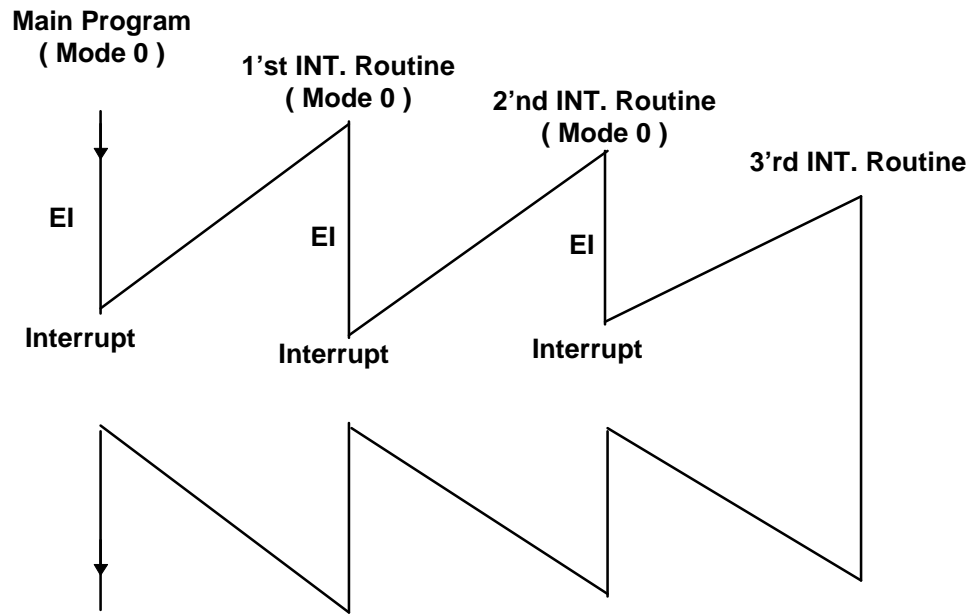 Main Program
( Mode 0 )
1’st INT. Routine
( Mode 0 )
2’nd INT. Routine
( Mode 0 )
3’rd INT. Routine
EI
EI
EI
Interrupt
Interrupt
Interrupt